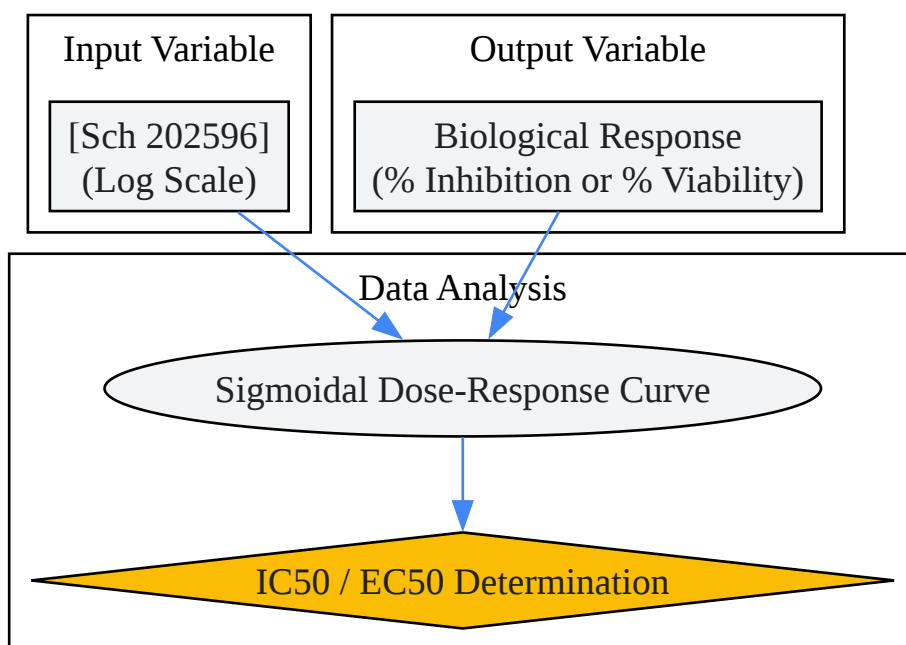 Input Variable
[Sch 202596]
(Log Scale)
Output Variable
Biological Response
(% Inhibition or % Viability)
Data Analysis
Sigmoidal Dose-Response Curve
IC50 / EC50 Determination